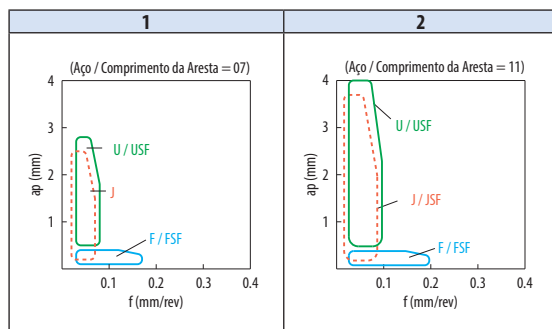 1
2
(Aço / Comprimento da Aresta = 07)
4
3
2
1
ap (mm)
U / USF
J
F / FSF
0.1
0.2
0.3
0.4
f (mm/rev)
(Aço / Comprimento da Aresta = 11)
4
3
2
1
ap (mm)
U / USF
J / JSF
F / FSF
0.1
0.2
0.3
0.4
f (mm/rev)